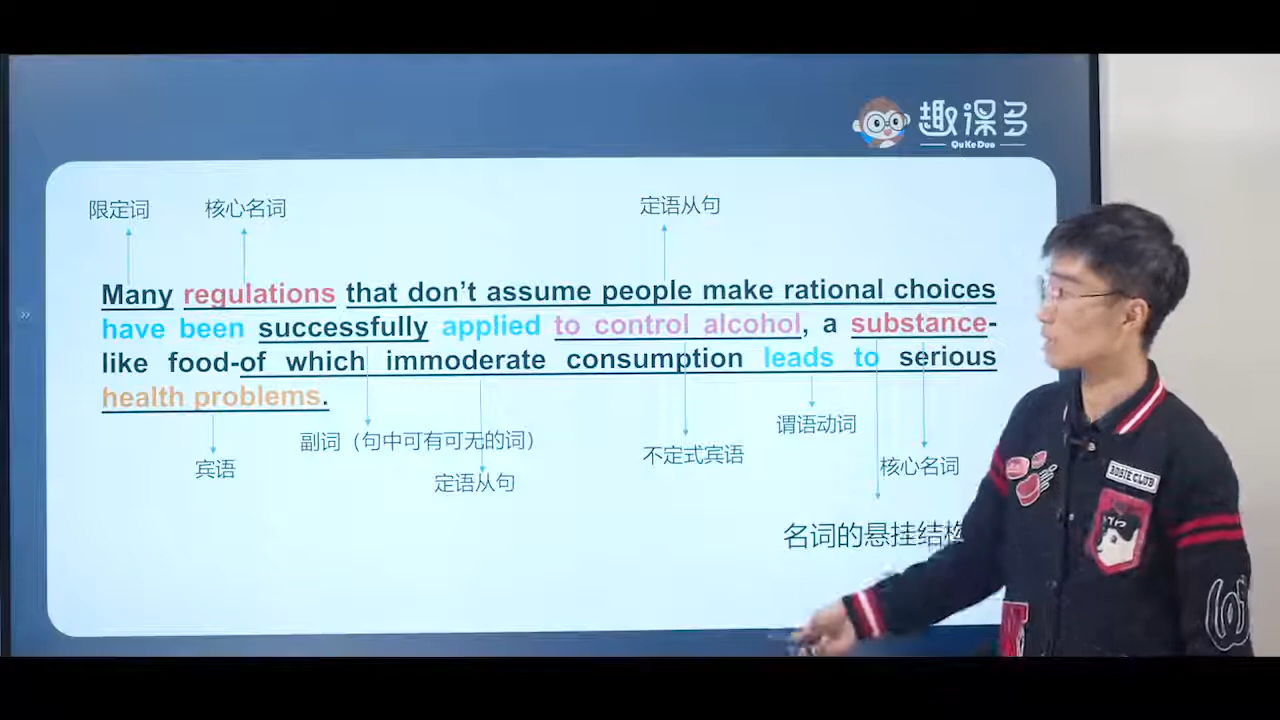 趣课多
QuKeDuo
限定词
核心名词
定语从句
Many regulations that don't assume people make rational choices
have been successfully applied to control alcohol, a substance-
like food-of which immoderate consumption leads to serious
health problems.
谓语动词
副词（句中可有可无的词）
不定式宾语
核心名词
宾语
定语从句
名词的悬挂结构
ROSIE CLUB